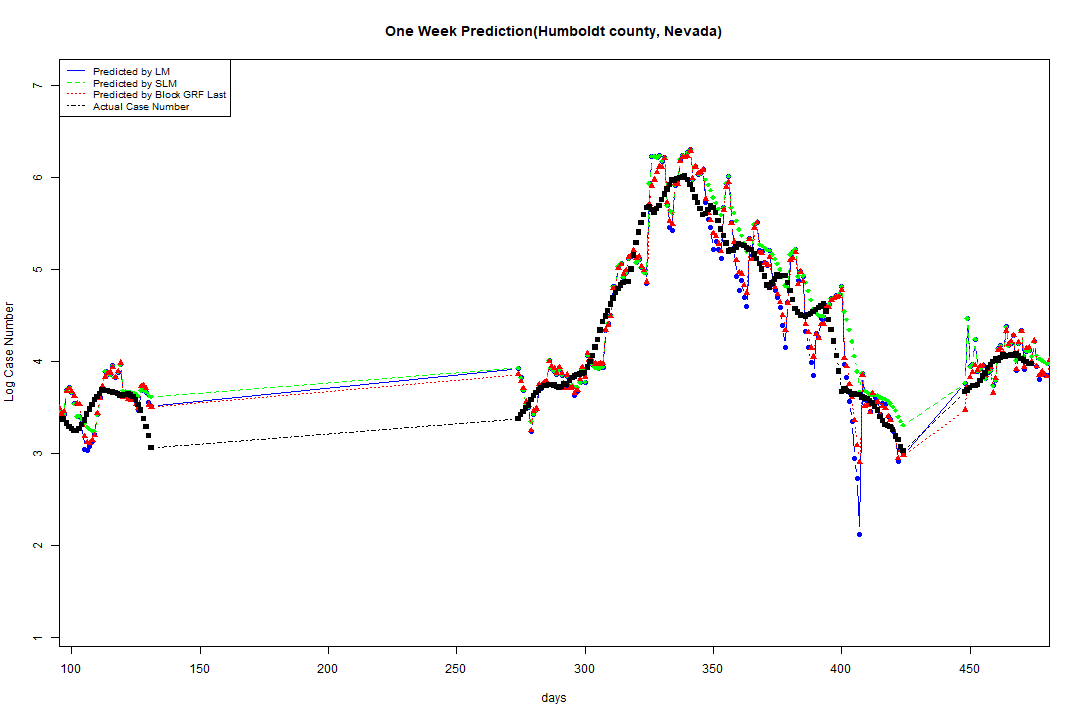 One Week Prediction(Humboldt county, Nevada)
Predicted by LM
Predicted by SLM
Predicted by Block GRF Last
Actual Case Number
7
6
5
4
3
2
1
Log Case Number
100 150 200 250 300 350 400 450
days